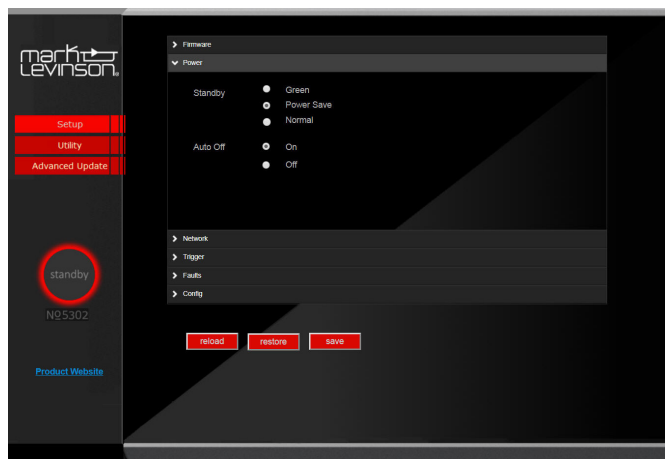 mark
Levinson®
Setup
Utility
Advanced Update
standby
Nº5302
Product Website
Firmware
Power
Standby
Green
Power Save
Normal
Auto Off
On
Off
Network
Trigger
Faults
Config
reload
restore
save